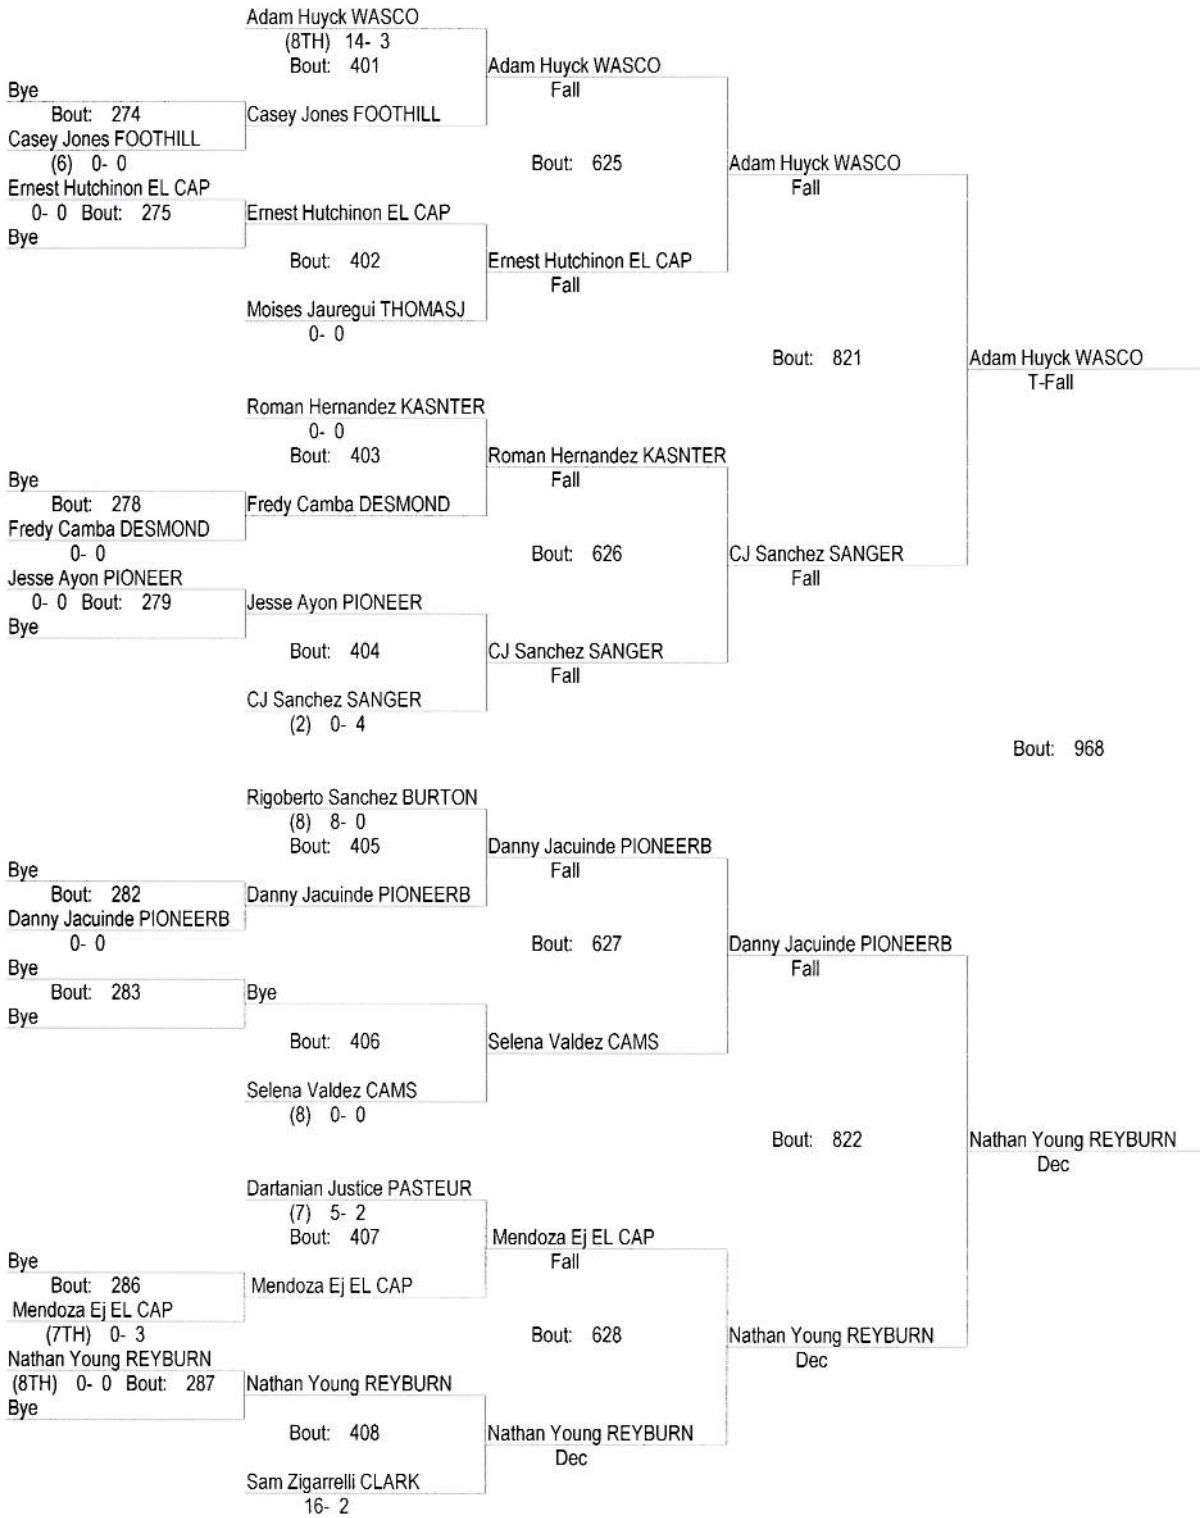 Adam Huyck WASCO
(8TH) 14- 3
Bout: 401
Adam Huyck WASCO
Fall
Bye
Bout: 274
Casey Jones FOOTHILL
Casey Jones FOOTHILL
(6) 0- 0
Bout: 625
Adam Huyck WASCO
Fall
Ernest Hutchinon EL CAP
0- 0 Bout: 275
Ernest Hutchinon EL CAP
Bye
Bout: 402
Ernest Hutchinon EL CAP
Fall
Moises Jauregui THOMASJ
0- 0
Bout: 821
Adam Huyck WASCO
T-Fall
Roman Hernandez KASNTER
0- 0
Bout: 403
Roman Hernandez KASNTER
Fall
Bye
Bout: 278
Fredy Camba DESMOND
Fredy Camba DESMOND
0- 0
Bout: 626
CJ Sanchez SANGER
Fall
Jesse Ayon PIONEER
0- 0 Bout: 279
Jesse Ayon PIONEER
Bye
Bout: 404
CJ Sanchez SANGER
Fall
CJ Sanchez SANGER
(2) 0- 4
Bout: 968
Rigoberto Sanchez BURTON
(8) 8- 0
Bout: 405
Danny Jacuinde PIONEERB
Fall
Bye
Bout: 282
Danny Jacuinde PIONEERB
Danny Jacuinde PIONEERB
0- 0
Bout: 627
Danny Jacuinde PIONEERB
Fall
Bye
Bout: 283
Bye
Bye
Bout: 406
Selena Valdez CAMS
Selena Valdez CAMS
(8) 0- 0
Bout: 822
Nathan Young REYBURN
Dec
Dartanian Justice PASTEUR
(7) 5- 2
Bout: 407
Mendoza Ej EL CAP
Fall
Bye
Bout: 286
Mendoza Ej EL CAP
Mendoza Ej EL CAP
(7TH) 0- 3
Bout: 628
Nathan Young REYBURN
Dec
Nathan Young REYBURN
(8TH) 0- 0 Bout: 287
Nathan Young REYBURN
Bye
Bout: 408
Nathan Young REYBURN
Dec
Sam Zigarrelli CLARK
16- 2